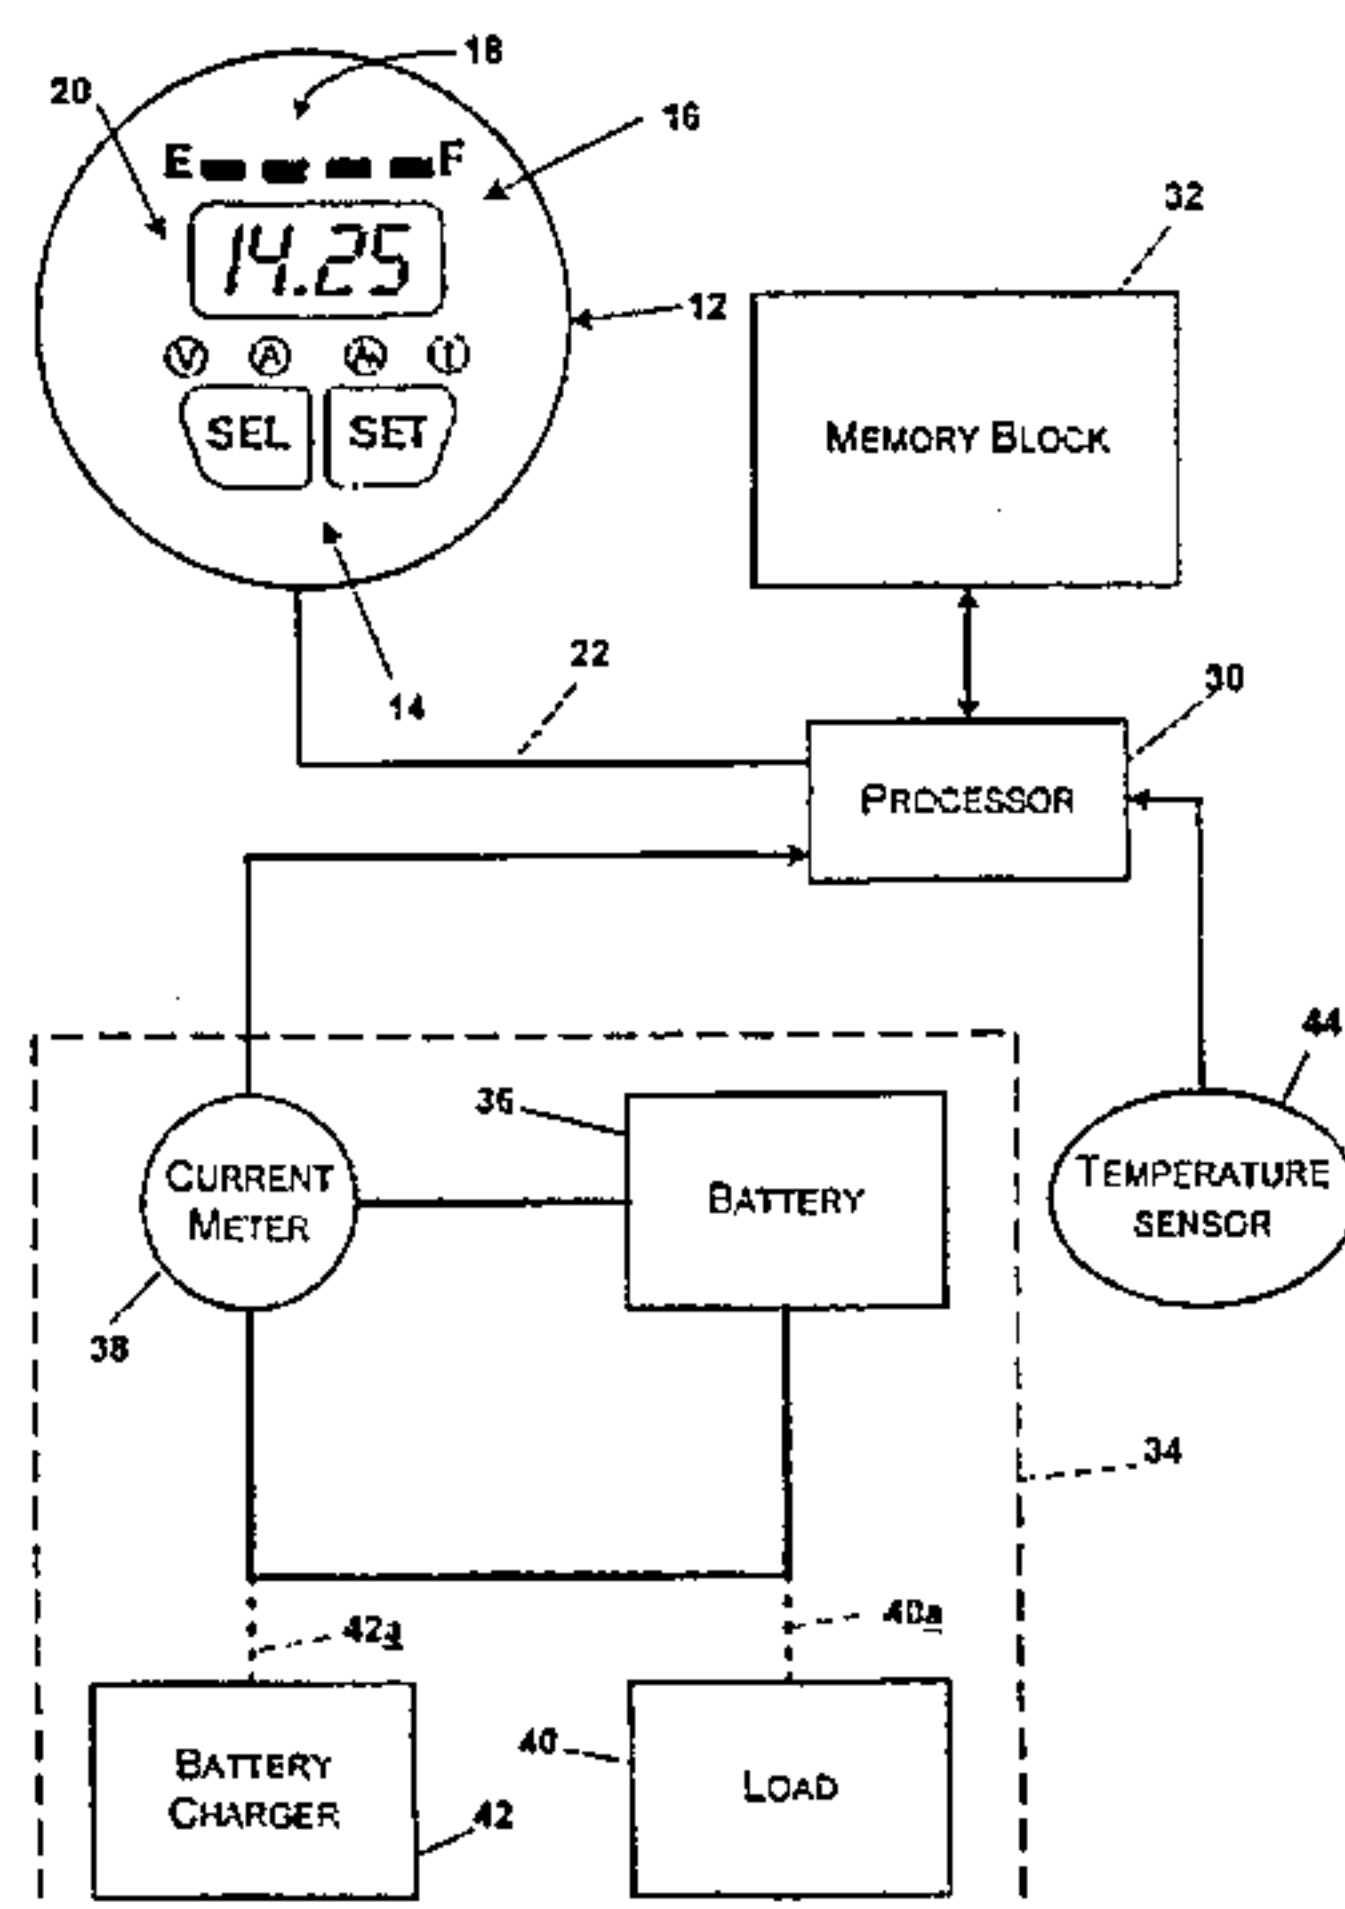 18
20
16
E F
32
14.25
12
V A Ah t
SEL SET
MEMORY BLOCK
22
30
14
PROCESSOR
44
36
CURRENT
METER
BATTERY
TEMPERATURE
SENSOR
38
34
42a
40a
40
BATTERY
CHARGER
LOAD
42